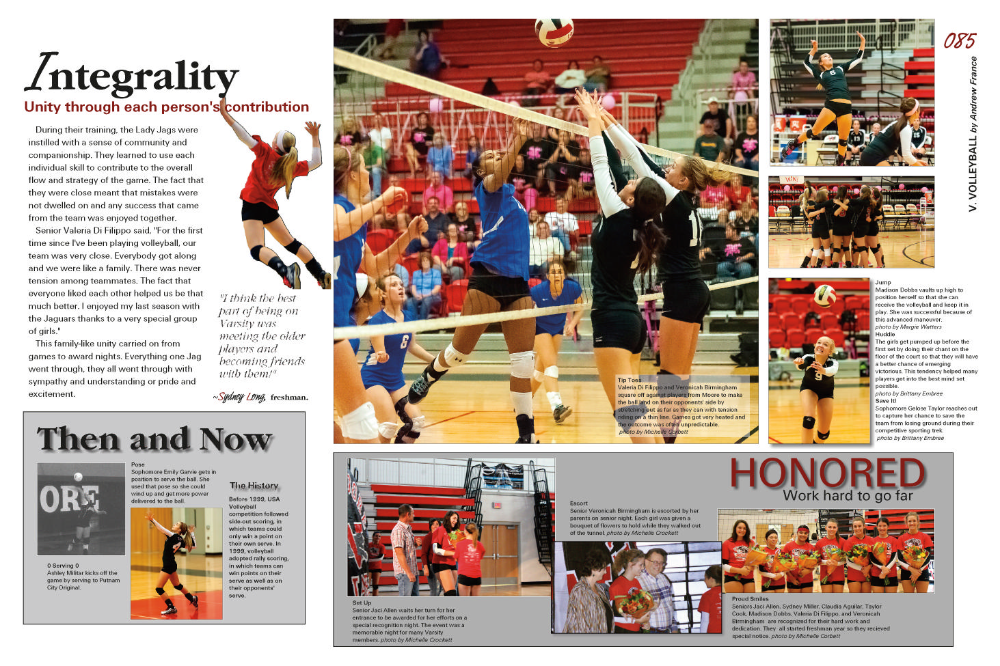 Integrality
Unity through each person's contribution
During their training, the Lady Jags were
instilled with a sense of community and
companionship. They learned to use each
individual skill to contribute to the overall
flow and strategy of the game. The fact that
they were close meant that mistakes were
not dwelled on and any success that came
from the team was enjoyed together.
Senior Valeria Di Filippo said, "For the first
time since I've been playing volleyball, our
team was very close. Everybody got along
and we were like a family. There was never
tension among teammates. The fact that
everyone liked each other helped us be that
much better. I enjoyed my last season with
the Jaguars thanks to a very special group
of girls."
This family-like unity carried on from
games to award nights. Everything one Jag
went through, they all went through with
sympathy and understanding or pride and
excitement.
"I think the best
part of being on
Varsity was
meeting the older
players and
becoming friends
with them!"
~Sydney Long, freshman.
Then and Now
ORE
0 Serving 0
Ashley Militar kicks off the
game by serving to Putnam
City Original.
Pose
Sophomore Emily Garvie gets in
position to serve the ball. She
used that pose so she could
wind up and get more power
delivered to the ball.
4
The History
Before 1999, USA
Volleyball
competition followed
side-out scoring, in
which teams could
only win a point on
their own serve. In
1999, volleyball
adopted rally scoring,
in which teams can
win points on their
serve as well as on
their opponents'
serve.
6
Tip Toes
Valeria Di Filippo and Veronicah Birmingham
square off against players from Moore to make
the ball land on their opponents' side by
stretching out as far as they can with tension
riding on a thin line. Games got very heated and
the outcome was often unpredictable.
photo by Michelle Corbett
085
V. VOLLEYBALL by Andrew France
6
15
WIN!
9
Jump
Madison Dobbs vaults up high to
position herself so that she can
receive the volleyball and keep it in
play. She was successful because of
this advanced maneuver.
photo by Margie Watters
Huddle
The girls get pumped up before the
first set by doing their chant on the
floor of the court so that they will have
a better chance of emerging
victorious. This tendency helped many
players get into the best mind set
possible.
photo by Brittany Embree
Save It!
Sophomore Gelose Taylor reaches out
to capture her chance to save the
team from losing ground during their
competitive sporting trek.
photo by Brittany Embree
HONORED
Work hard to go far
Set Up
Senior Jaci Allen waits her turn for her
entrance to be awarded for her efforts on a
special recognition night. The event was a
memorable night for many Varsity
members. photo by Michelle Crockett
Escort
Senior Veronicah Birmingham is escorted by her
parents on senior night. Each girl was given a
bouquet of flowers to hold while they walked out
of the tunnel. photo by Michelle Crockett
Proud Smiles
Seniors Jaci Allen, Sydney Miller, Claudia Aguilar, Taylor
Cook, Madison Dobbs, Valeria Di Filippo, and Veronicah
Birmingham are recognized for their hard work and
dedication. They all started freshman year so they recieved
special notice. photo by Michelle Corbett